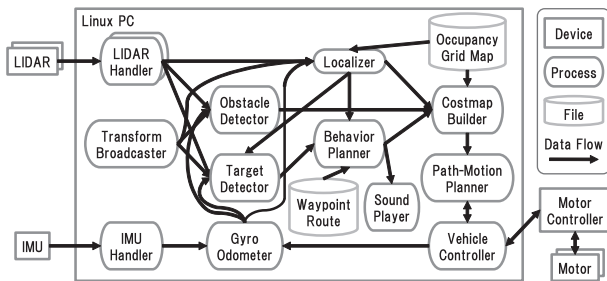 Linux PC
LIDAR
LIDAR
Handler
Localizer
Occupancy
Grid Map
Device
Process
File
Data Flow
Transform
Broadcaster
Obstacle
Detector
Target
Detector
Behavior
Planner
Costmap
Builder
Waypoint
Route
Sound
Player
Path-Motion
Planner
IMU
IMU
Handler
Gyro
Odometer
Vehicle
Controller
Motor
Controller
Motor